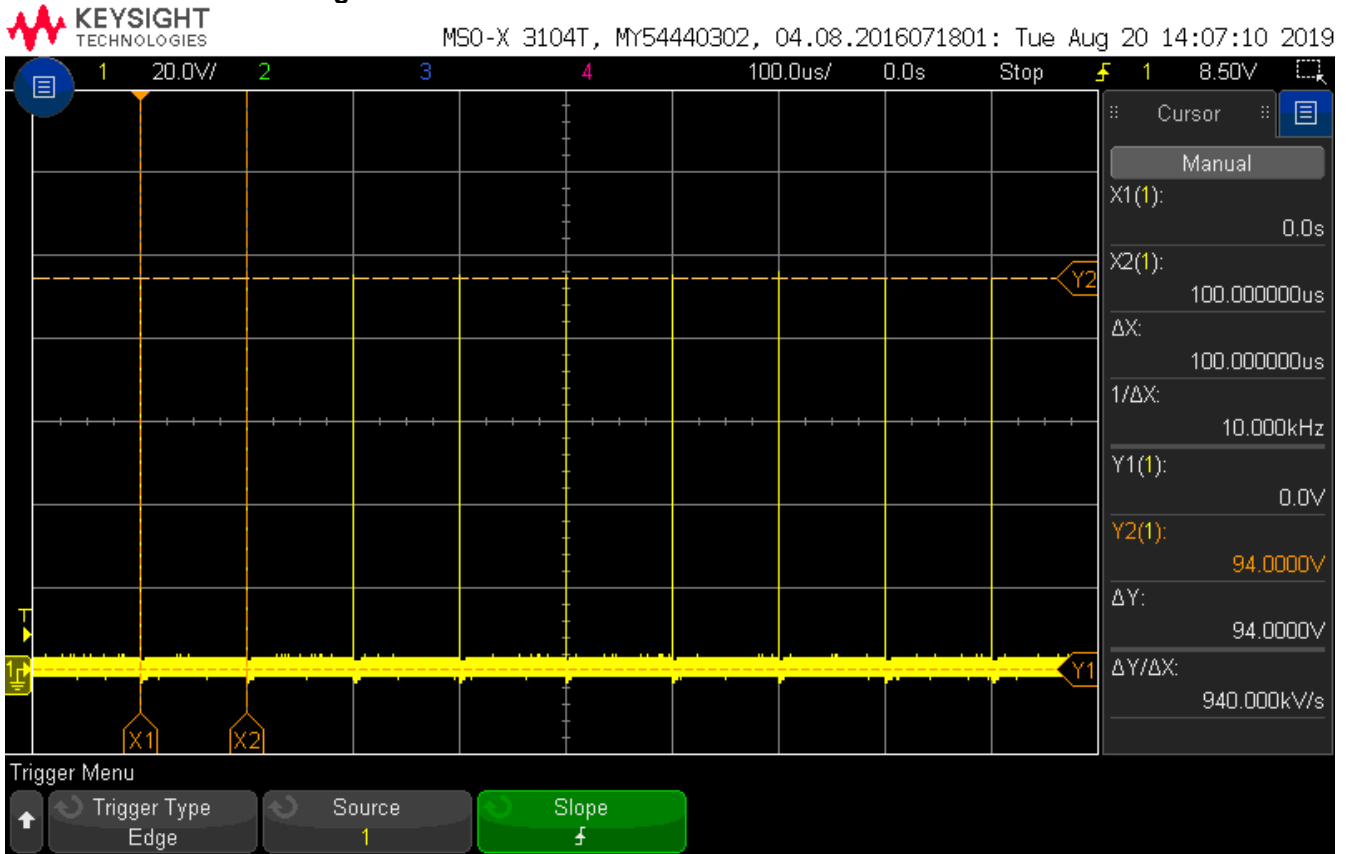 KEYSIGHT
TECHNOLOGIES
MSO-X 3104T, MY54440302, 04.08.2016071801: Tue Aug 20 14:07:10 2019
1 20.0V/ 2 3 4 100.0us/ 0.0s Stop 1 8.50V
Cursor
Manual
X1(1):
0.0s
X2(1):
100.000000us
ΔX:
100.000000us
1/ΔX:
10.000kHz
Y1(1):
0.0V
Y2(1):
94.0000V
ΔY:
94.0000V
ΔY/ΔX:
940.000kV/s
Y2
T
1
Y1
X1 X2
Trigger Menu
Trigger Type
Edge
Source
1
Slope